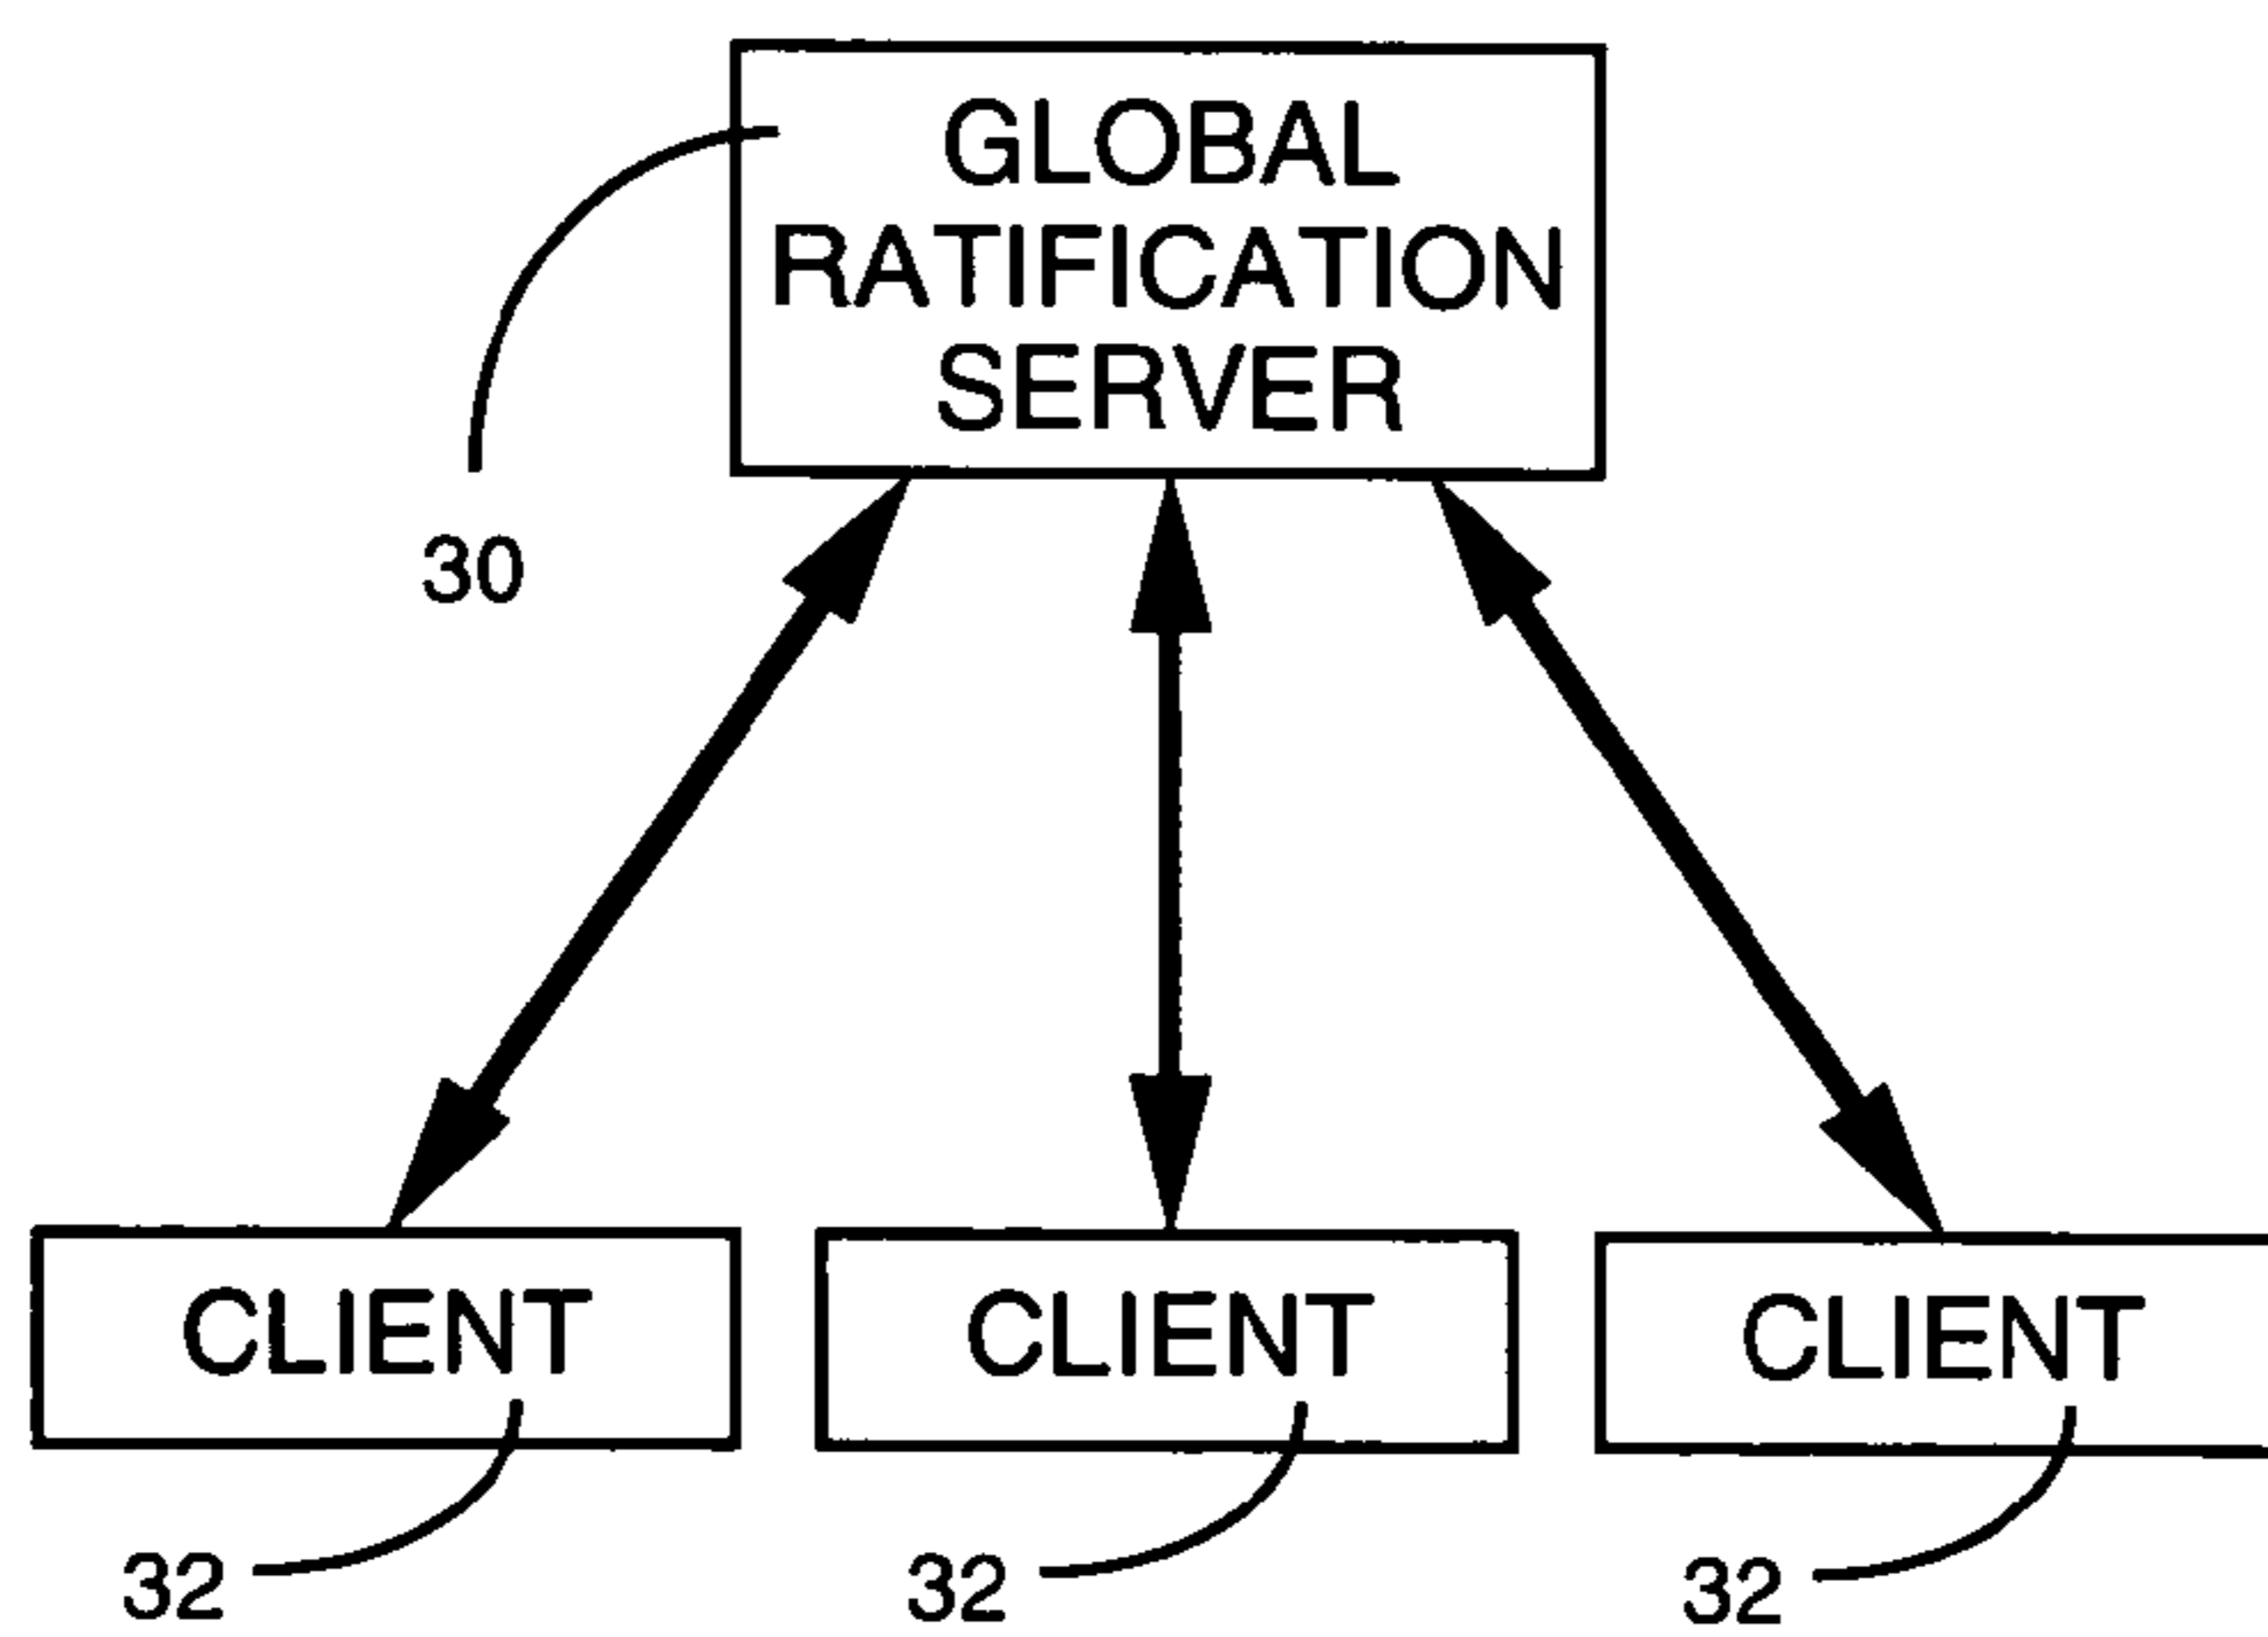 GLOBAL
RATIFICATION
SERVER
30
CLIENT
CLIENT
CLIENT
32
32
32